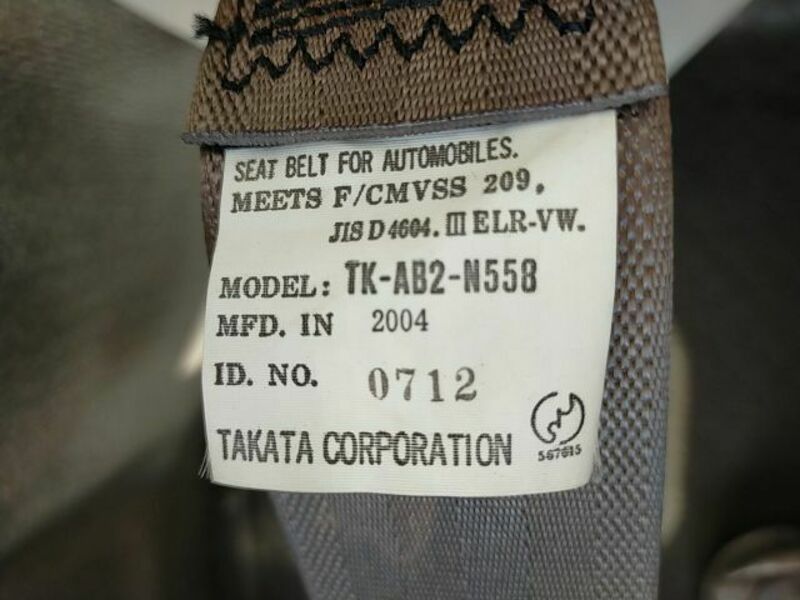 SEAT BELT FOR AUTOMOBILES.
MEETS F/CMVSS 209,
JIS D 4604. III ELR-VW.
MODEL: TK-AB2-N558
MFD. IN 2004
ID. NO. 0712
TAKATA CORPORATION
567615